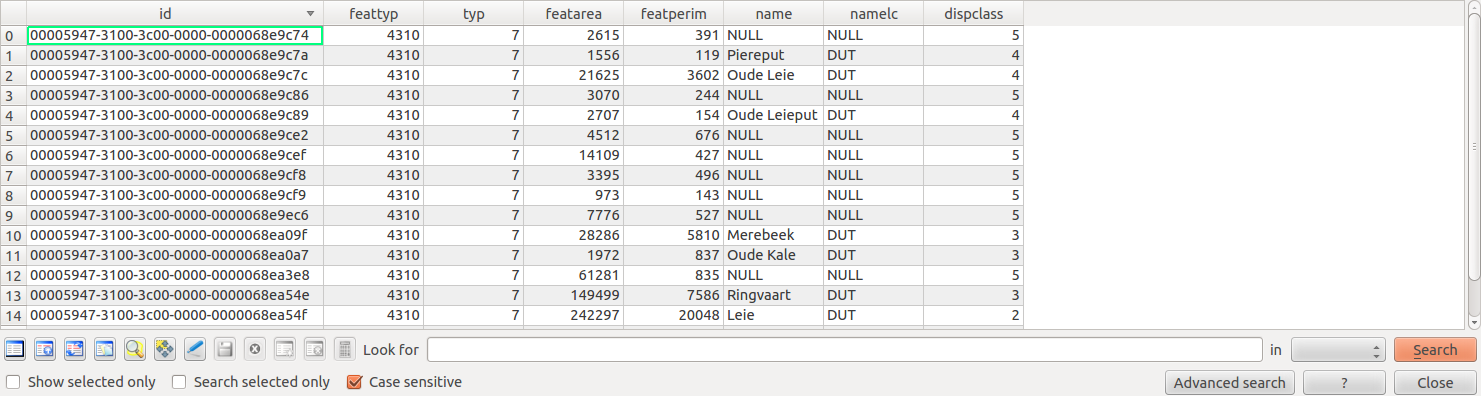 id feattyp typ featarea featperim name namelc dispclass
0 00005947-3100-3c00-0000-0000068e9c74 4310 7 2615 391 NULL NULL 5
1 00005947-3100-3c00-0000-0000068e9c7a 4310 7 1556 119 Piereput DUT 4
2 00005947-3100-3c00-0000-0000068e9c7c 4310 7 21625 3602 Oude Leie DUT 4
3 00005947-3100-3c00-0000-0000068e9c86 4310 7 3070 244 NULL NULL 5
4 00005947-3100-3c00-0000-0000068e9c89 4310 7 2707 154 Oude Leieput DUT 4
5 00005947-3100-3c00-0000-0000068e9ce2 4310 7 4512 676 NULL NULL 5
6 00005947-3100-3c00-0000-0000068e9cef 4310 7 14109 427 NULL NULL 5
7 00005947-3100-3c00-0000-0000068e9cf8 4310 7 3395 496 NULL NULL 5
8 00005947-3100-3c00-0000-0000068e9cf9 4310 7 973 143 NULL NULL 5
9 00005947-3100-3c00-0000-0000068e9ec6 4310 7 7776 527 NULL NULL 5
10 00005947-3100-3c00-0000-0000068ea09f 4310 7 28286 5810 Merebeek DUT 3
11 00005947-3100-3c00-0000-0000068ea0a7 4310 7 1972 837 Oude Kale DUT 3
12 00005947-3100-3c00-0000-0000068ea3e8 4310 7 61281 835 NULL NULL 5
13 00005947-3100-3c00-0000-0000068ea54e 4310 7 149499 7586 Ringvaart DUT 3
14 00005947-3100-3c00-0000-0000068ea54f 4310 7 242297 20048 Leie DUT 2
Look for in Search
Show selected only Search selected only Case sensitive Advanced search ? Close